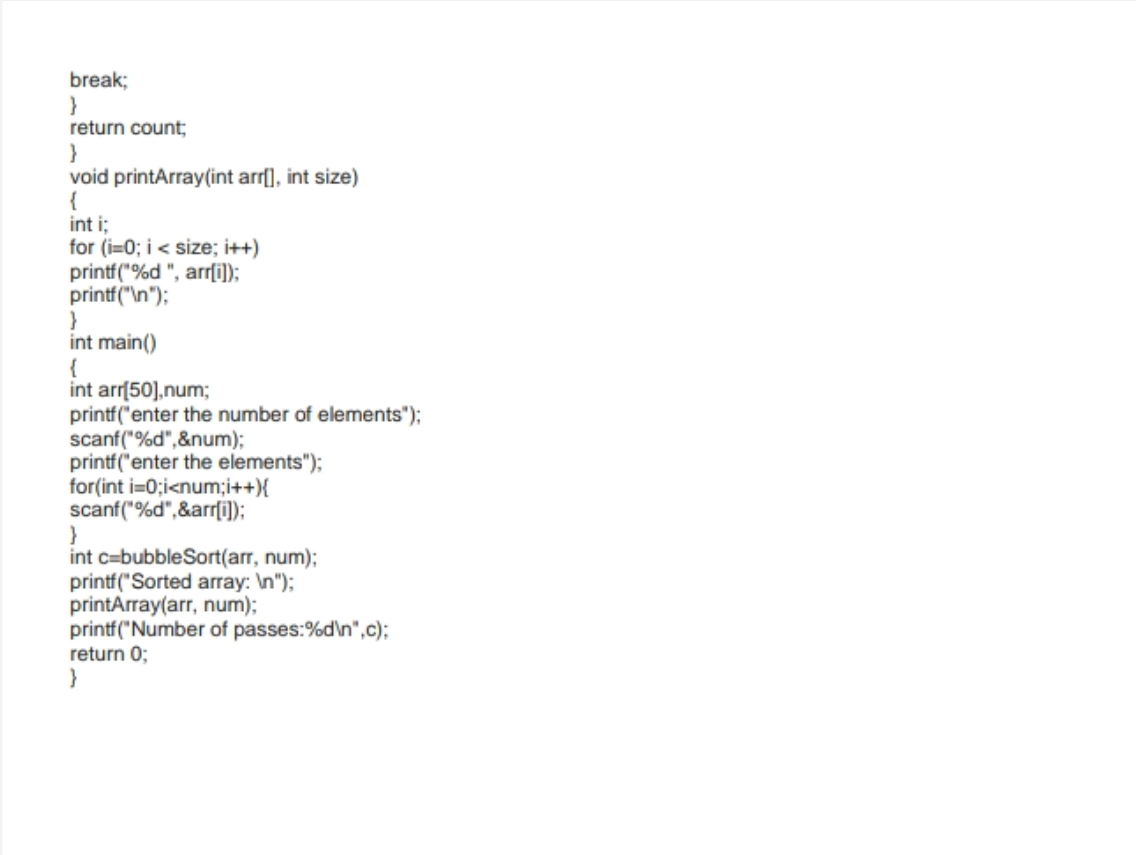 break;
}
return count;
}
void printArray(int arr[], int size)
{
int i;
for (i=0; i < size; i++)
printf("%d ", arr[i]);
printf("\n");
}
int main()
{
int arr[50],num;
printf("enter the number of elements");
scanf("%d",&num);
printf("enter the elements");
for(int i=0;i<num;i++){
scanf("%d",&arr[i]);
}
int c=bubbleSort(arr, num);
printf("Sorted array: \n");
printArray(arr, num);
printf("Number of passes:%d\n",c);
return 0;
}